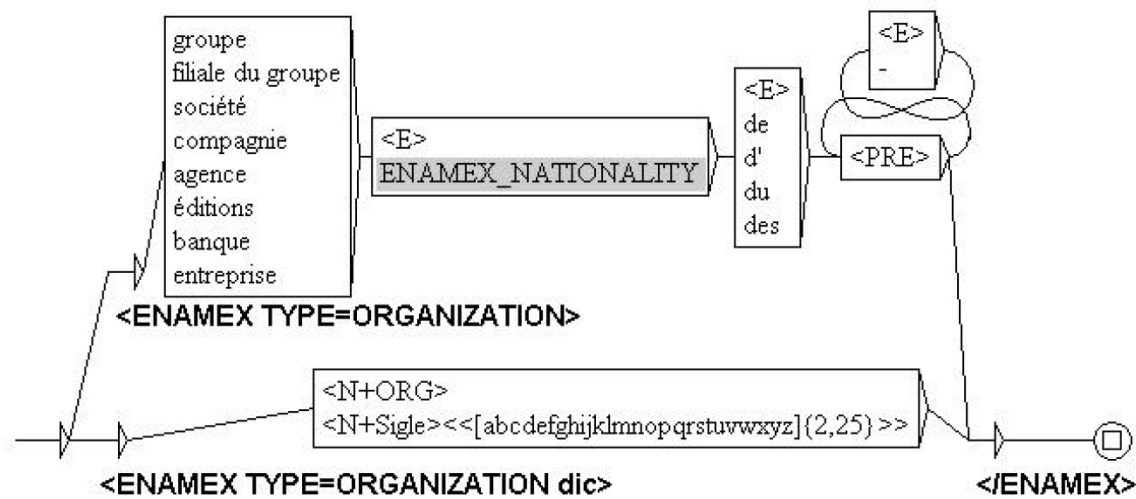 groupe
filiale du groupe
société
compagnie
agence
éditions
banque
entreprise
<E>
ENAMEX_NATIONALITY
<E>
de
d'
du
des
<E>
-
<PRE>
<ENAMEX TYPE=ORGANIZATION>
<N+ORG>
<N+Sigle><<[abcdefghijklmnopqrstuvwxyz]{2,25}>>
<ENAMEX TYPE=ORGANIZATION dic>
</ENAMEX>